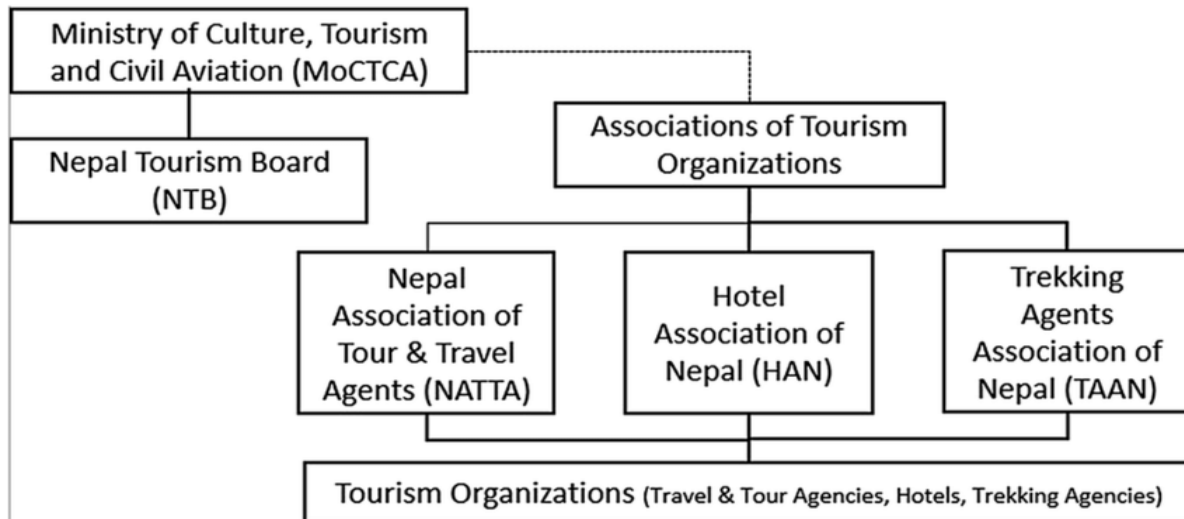 Ministry of Culture, Tourism
and Civil Aviation (MoCTCA)
Nepal Tourism Board
(NTB)
Associations of Tourism
Organizations
Nepal
Association of
Tour & Travel
Agents (NATTA)
Hotel
Association of
Nepal (HAN)
Trekking
Agents
Association of
Nepal (TAAN)
Tourism Organizations (Travel & Tour Agencies, Hotels, Trekking Agencies)